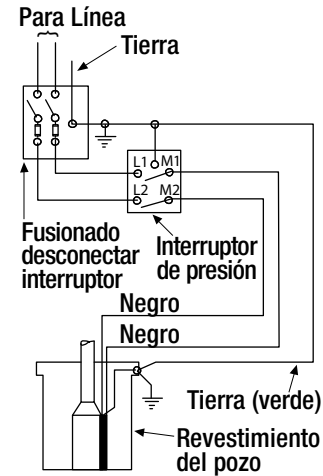 Para Línea
Tierra
L1 M1
L2 M2
Fusionado
desconectar
interruptor
Interruptor
de presión
Negro
Negro
Tierra (verde)
Revestimiento
del pozo